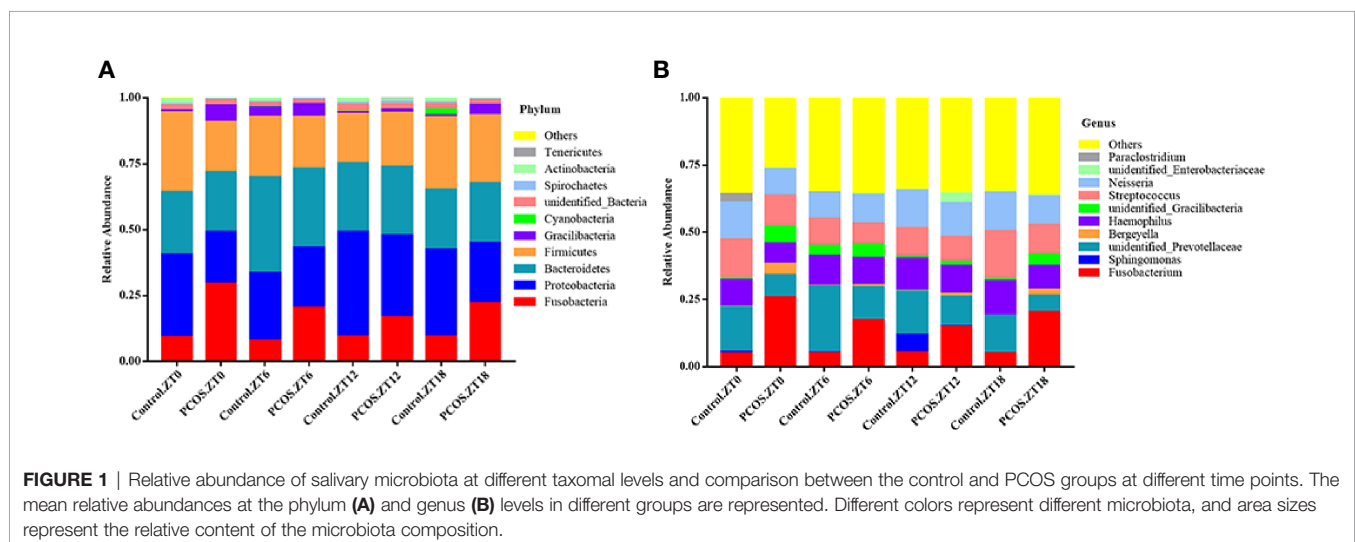 A
B
1.00
0.75
0.50
0.25
0.00
Relative Abundance
Control.ZT0
PCOS.ZT0
Control.ZT6
PCOS.ZT6
Control.ZT12
PCOS.ZT12
Control.ZT18
PCOS.ZT18
Phylum
Others
Tenericutes
Actinobacteria
Spirochaetes
unidentified_Bacteria
Cyanobacteria
Gracilibacteria
Firmicutes
Bacteroidetes
Proteobacteria
Fusobacteria
1.00
0.75
0.50
0.25
0.00
Relative Abundance
Control.ZT0
PCOS.ZT0
Control.ZT6
PCOS.ZT6
Control.ZT12
PCOS.ZT12
Control.ZT18
PCOS.ZT18
Genus
Others
Paraclostridium
unidentified_Enterobacteriaceae
Neisseria
Streptococcus
unidentified_Gracilibacteria
Haemophilus
Bergeyella
unidentified_Prevotellaceae
Sphingomonas
Fusobacterium
FIGURE 1 | Relative abundance of salivary microbiota at different taxomal levels and comparison between the control and PCOS groups at different time points. The
mean relative abundances at the phylum (A) and genus (B) levels in different groups are represented. Different colors represent different microbiota, and area sizes
represent the relative content of the microbiota composition.